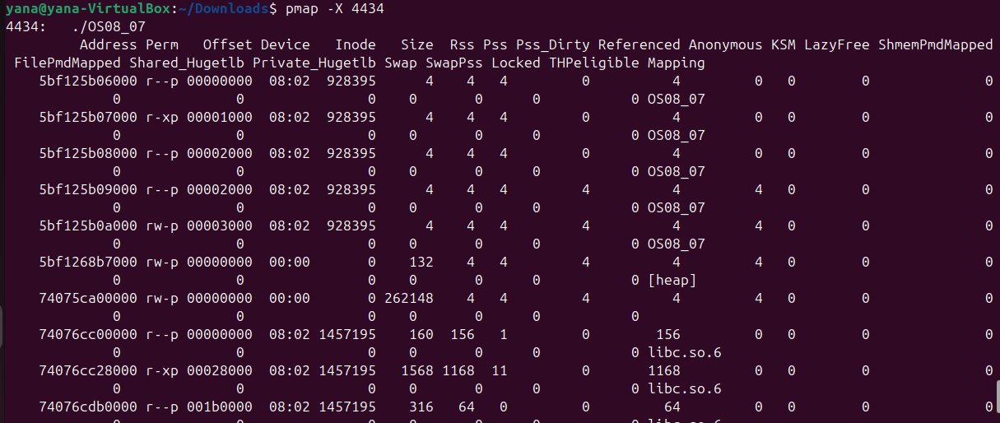 yana@yana-VirtualBox:~/Downloads$ pmap -X 4434
4434:   ./OS08_07
         Address Perm   Offset Device   Inode   Size   Rss Pss Pss_Dirty Referenced Anonymous KSM LazyFree ShmemPmdMapped
 FilePmdMapped Shared_Hugetlb Private_Hugetlb Swap SwapPss Locked THPeligible Mapping
    5bf125b06000 r--p 00000000  08:02  928395      4    4   4         0          4         0   0        0              0
             0              0               0    0       0      0           0 OS08_07
    5bf125b07000 r-xp 00001000  08:02  928395      4    4   4         0          4         0   0        0              0
             0              0               0    0       0      0           0 OS08_07
    5bf125b08000 r--p 00002000  08:02  928395      4    4   4         0          4         0   0        0              0
             0              0               0    0       0      0           0 OS08_07
    5bf125b09000 r--p 00002000  08:02  928395      4    4   4         4          4         4   0        0              0
             0              0               0    0       0      0           0 OS08_07
    5bf125b0a000 rw-p 00003000  08:02  928395      4    4   4         4          4         4   0        0              0
             0              0               0    0       0      0           0 OS08_07
    5bf1268b7000 rw-p 00000000  00:00       0    132    4   4         4          4         4   0        0              0
             0              0               0    0       0      0           0 [heap]
    74075ca00000 rw-p 00000000  00:00       0 262148    4   4         4          4         4   0        0              0
             0              0               0    0       0      0           0
    74076cc00000 r--p 00000000  08:02 1457195    160  156   1         0        156         0   0        0              0
             0              0               0    0       0      0           0 libc.so.6
    74076cc28000 r-xp 00028000  08:02 1457195   1568 1168  11         0       1168         0   0        0              0
             0              0               0    0       0      0           0 libc.so.6
    74076cdb0000 r--p 001b0000  08:02 1457195    316   64   0         0         64         0   0        0              0
             0              0               0    0       0      0           0 libc.so.6